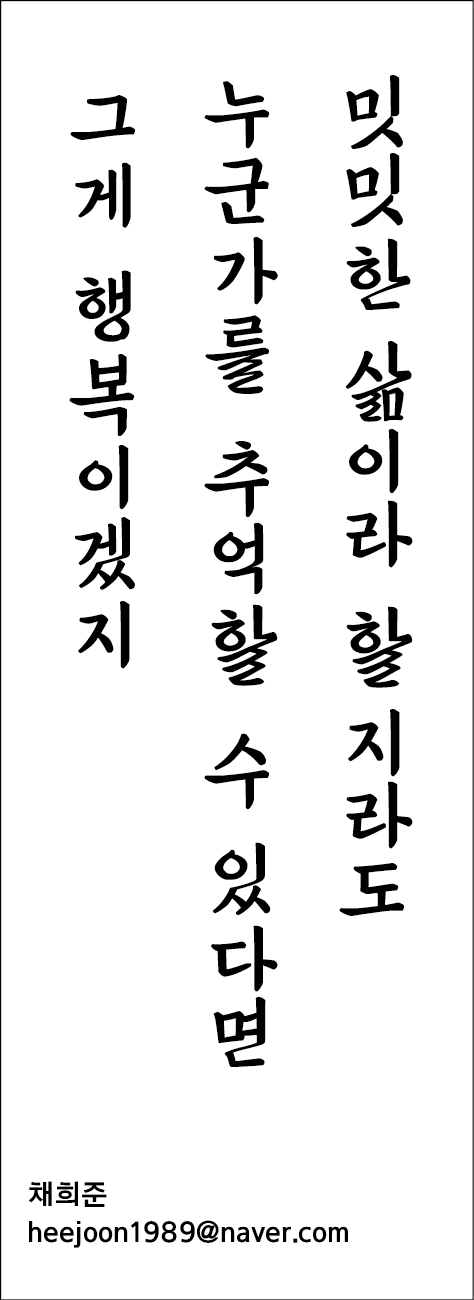 밋밋한 삶이라 할지라도
누군가를 추억할 수 있다면
그게 행복이겠지
채희준
heejoon1989@naver.com